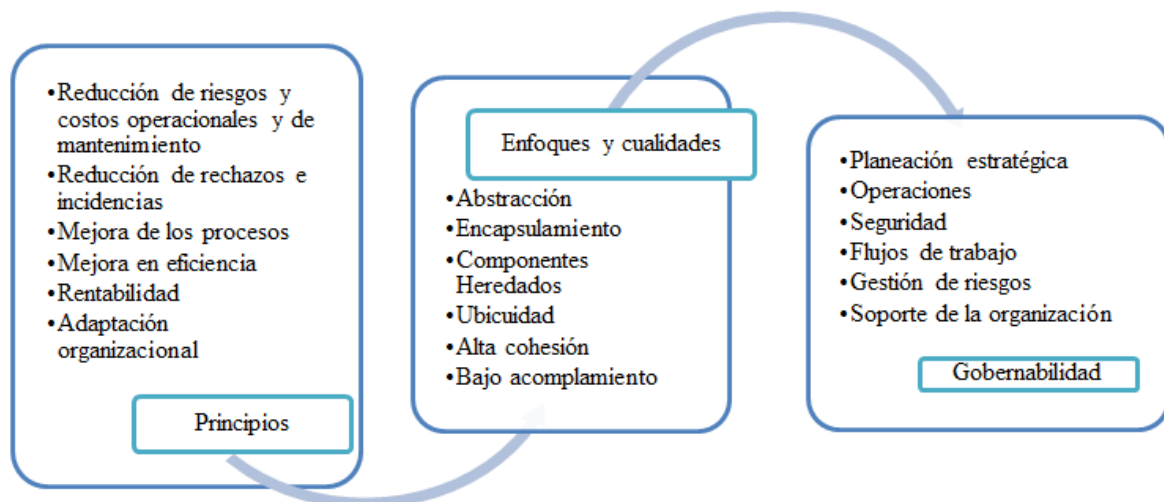 •Reducción de riesgos y
costos operacionales y de
mantenimiento
•Reducción de rechazos e
incidencias
•Mejora de los procesos
•Mejora en eficiencia
•Rentabilidad
•Adaptación
organizacional
Principios
Enfoques y cualidades
•Abstracción
•Encapsulamiento
•Componentes
Heredados
•Ubicuidad
•Alta cohesión
•Bajo acomplamiento
•Planeación estratégica
•Operaciones
•Seguridad
•Flujos de trabajo
•Gestión de riesgos
•Soporte de la organización
Gobernabilidad